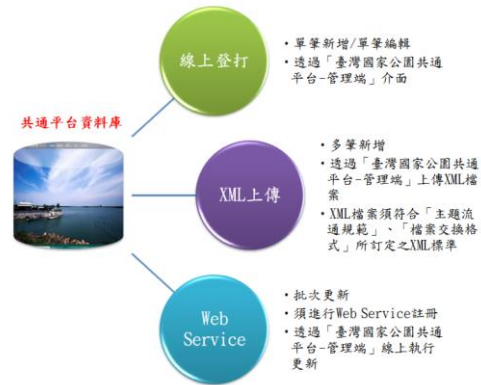 共通平台資料庫
線上登打
・單筆新增/單筆編輯
・透過「臺灣國家公園共通
平台-管理端」介面
XML上傳
・多筆新增
・透過「臺灣國家公園共通
平台-管理端」上傳XML檔
案
・XML檔案須符合「主題流
通規範」、「檔案交換格
式」所訂定之XML標準
Web
Service
・批次更新
・須進行Web Service註冊
・透過「臺灣國家公園共通
平台-管理端」線上執行
更新